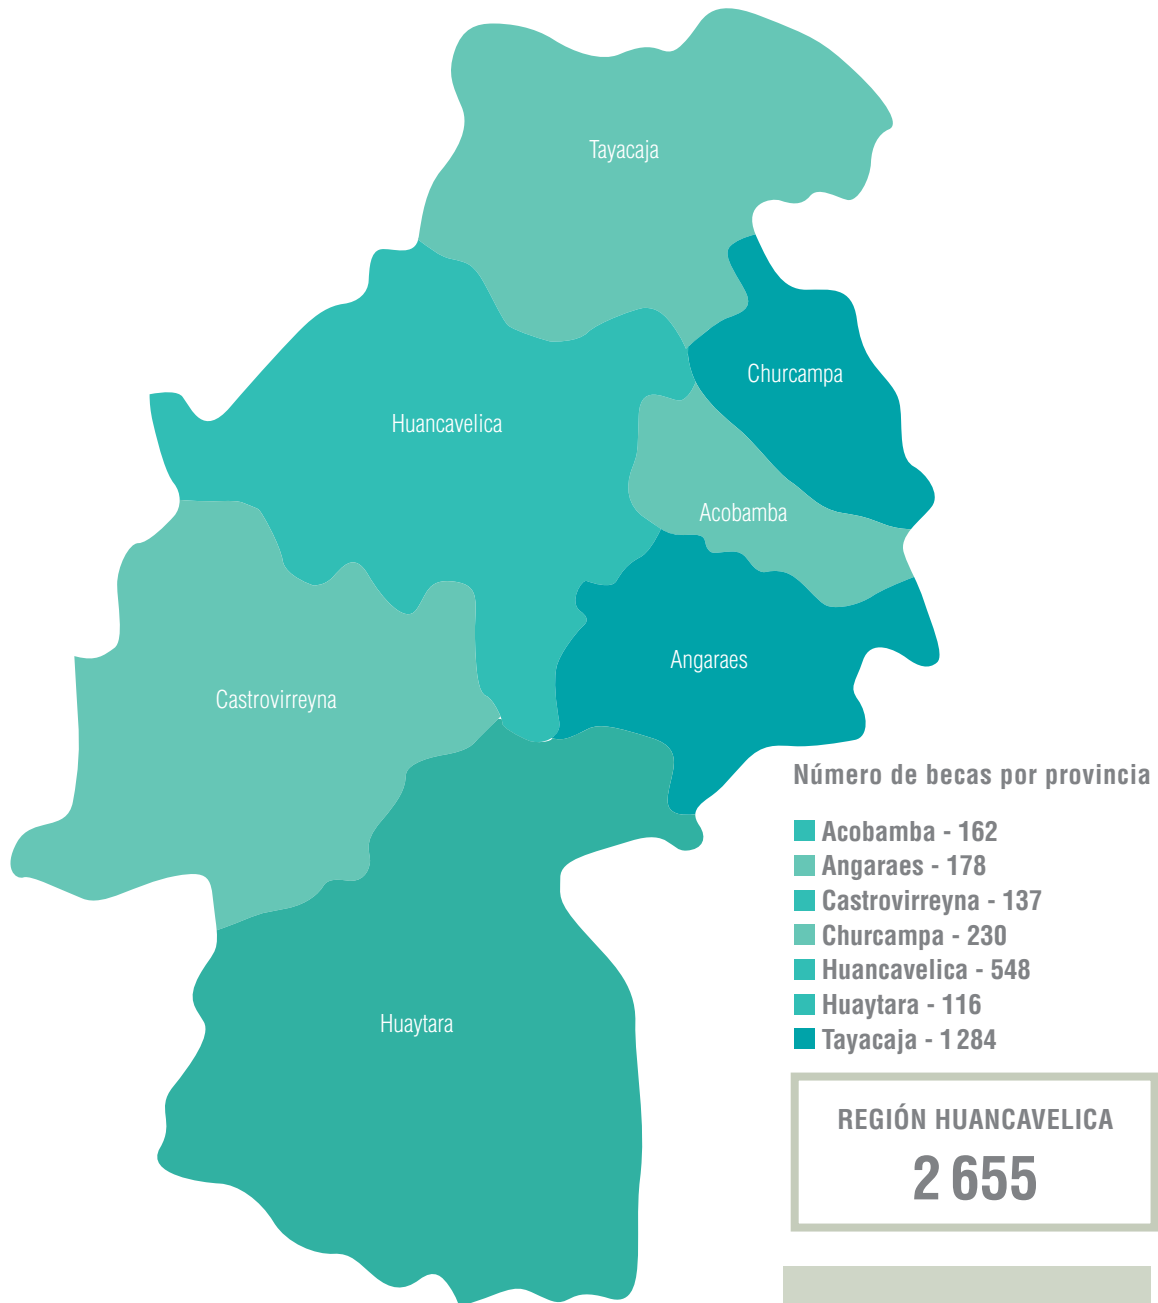 Tayacaja
Churcampa
Huancavelica
Acobamba
Angaraes
Castrovirreyna
Huaytara
Número de becas por provincia
Acobamba - 162
Angaraes - 178
Castrovirreyna - 137
Churcampa - 230
Huancavelica - 548
Huaytara - 116
Tayacaja - 1 284
REGIÓN HUANCAVELICA
2 655